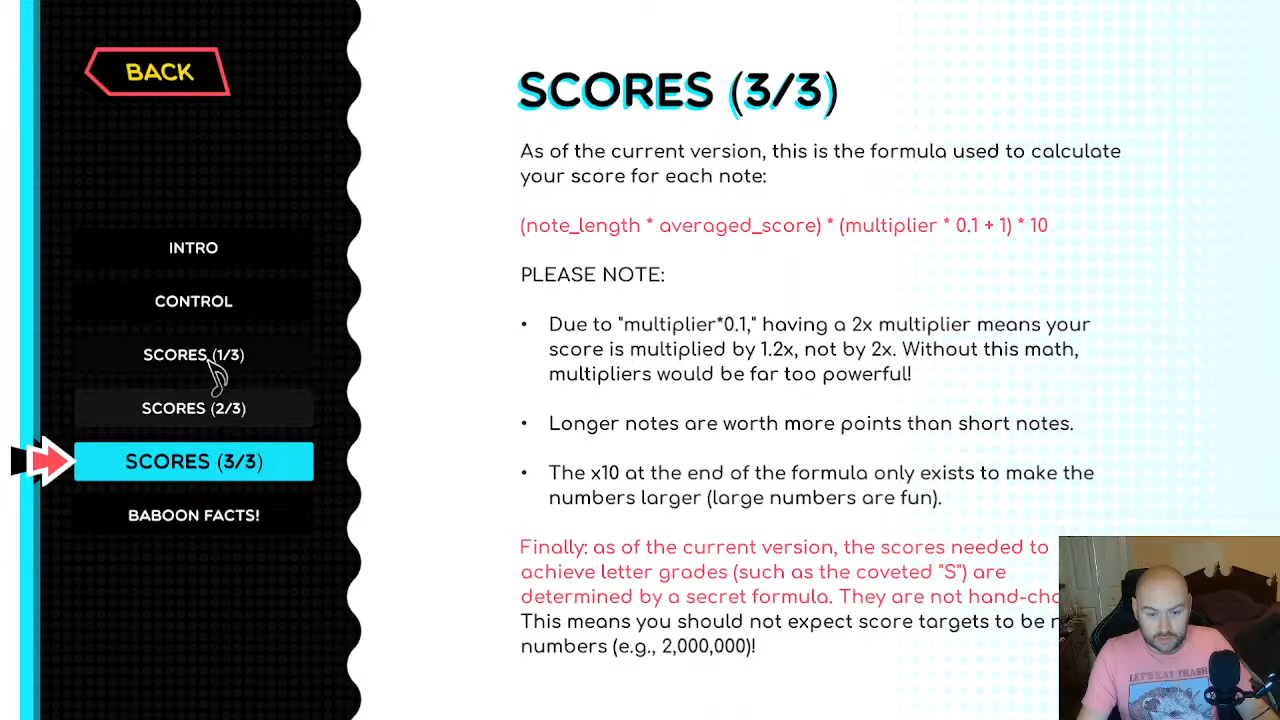 BACK
INTRO
CONTROL
SCORES (1/3)
SCORES (2/3)
SCORES (3/3)
BABOON FACTS!
SCORES (3/3)
As of the current version, this is the formula used to calculate
your score for each note:
(note_length * averaged_score) * (multiplier * 0.1 + 1) * 10
PLEASE NOTE:
• Due to "multiplier*0.1," having a 2x multiplier means your
score is multiplied by 1.2x, not by 2x. Without this math,
multipliers would be far too powerful!
• Longer notes are worth more points than short notes.
• The x10 at the end of the formula only exists to make the
numbers larger (large numbers are fun).
Finally: as of the current version, the scores needed to
achieve letter grades (such as the coveted "S") are
determined by a secret formula. They are not
This means you should not expect score targets to be
numbers (e.g., 2,000,000)!
LET'S EAT TRASH